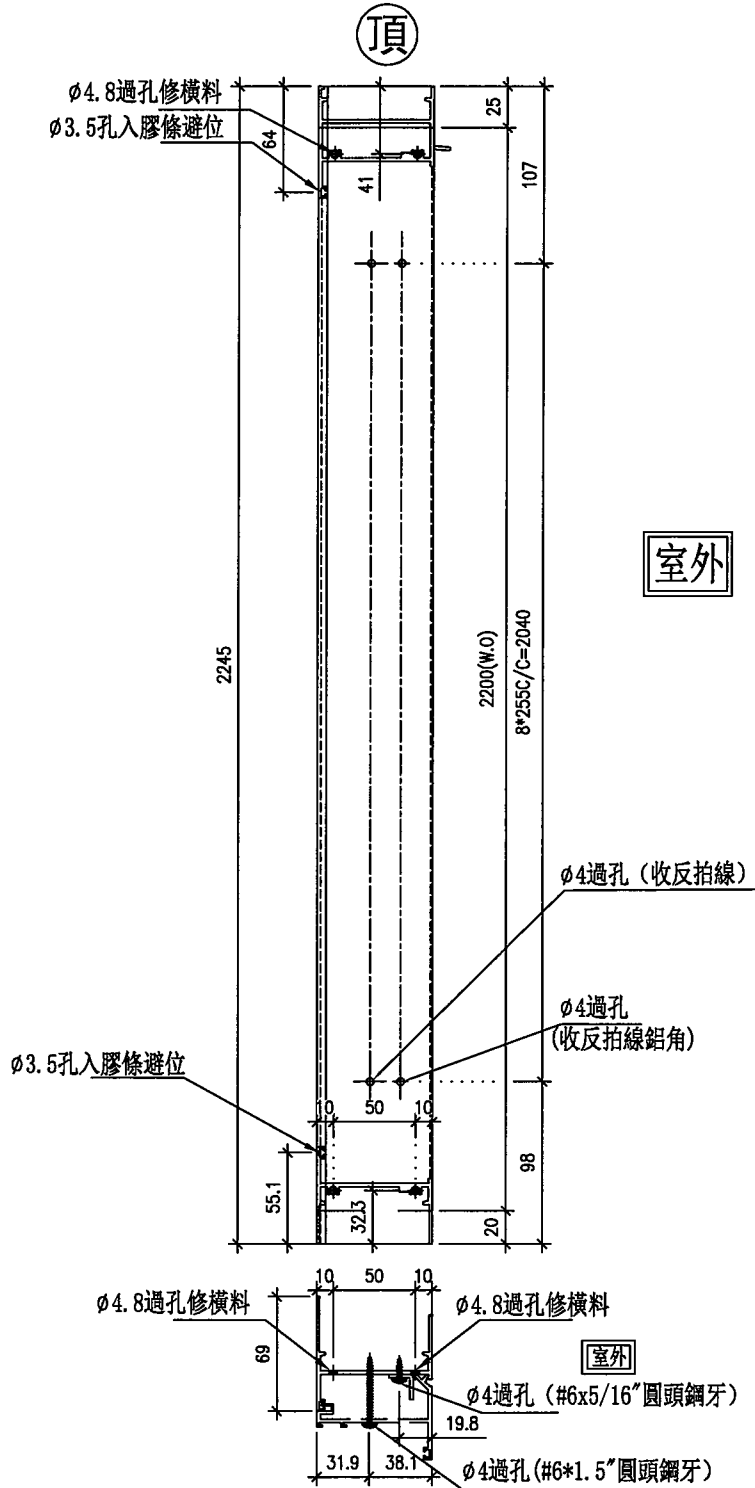 頂
ø4.8過孔修橫料
ø3.5孔入膠條避位
64
41
25
107
2245
室外
2200(W.O)
8*255C/C=2040
ø4過孔（收反拍線）
ø4過孔
(收反拍線鋁角)
ø3.5孔入膠條避位
10
50
10
55.1
32.3
20
98
10
50
10
ø4.8過孔修橫料
ø4.8過孔修橫料
69
室外
ø4過孔（#6x5/16"圓頭鋼牙）
19.8
31.9
38.1
ø4過孔(#6*1.5"圓頭鋼牙）